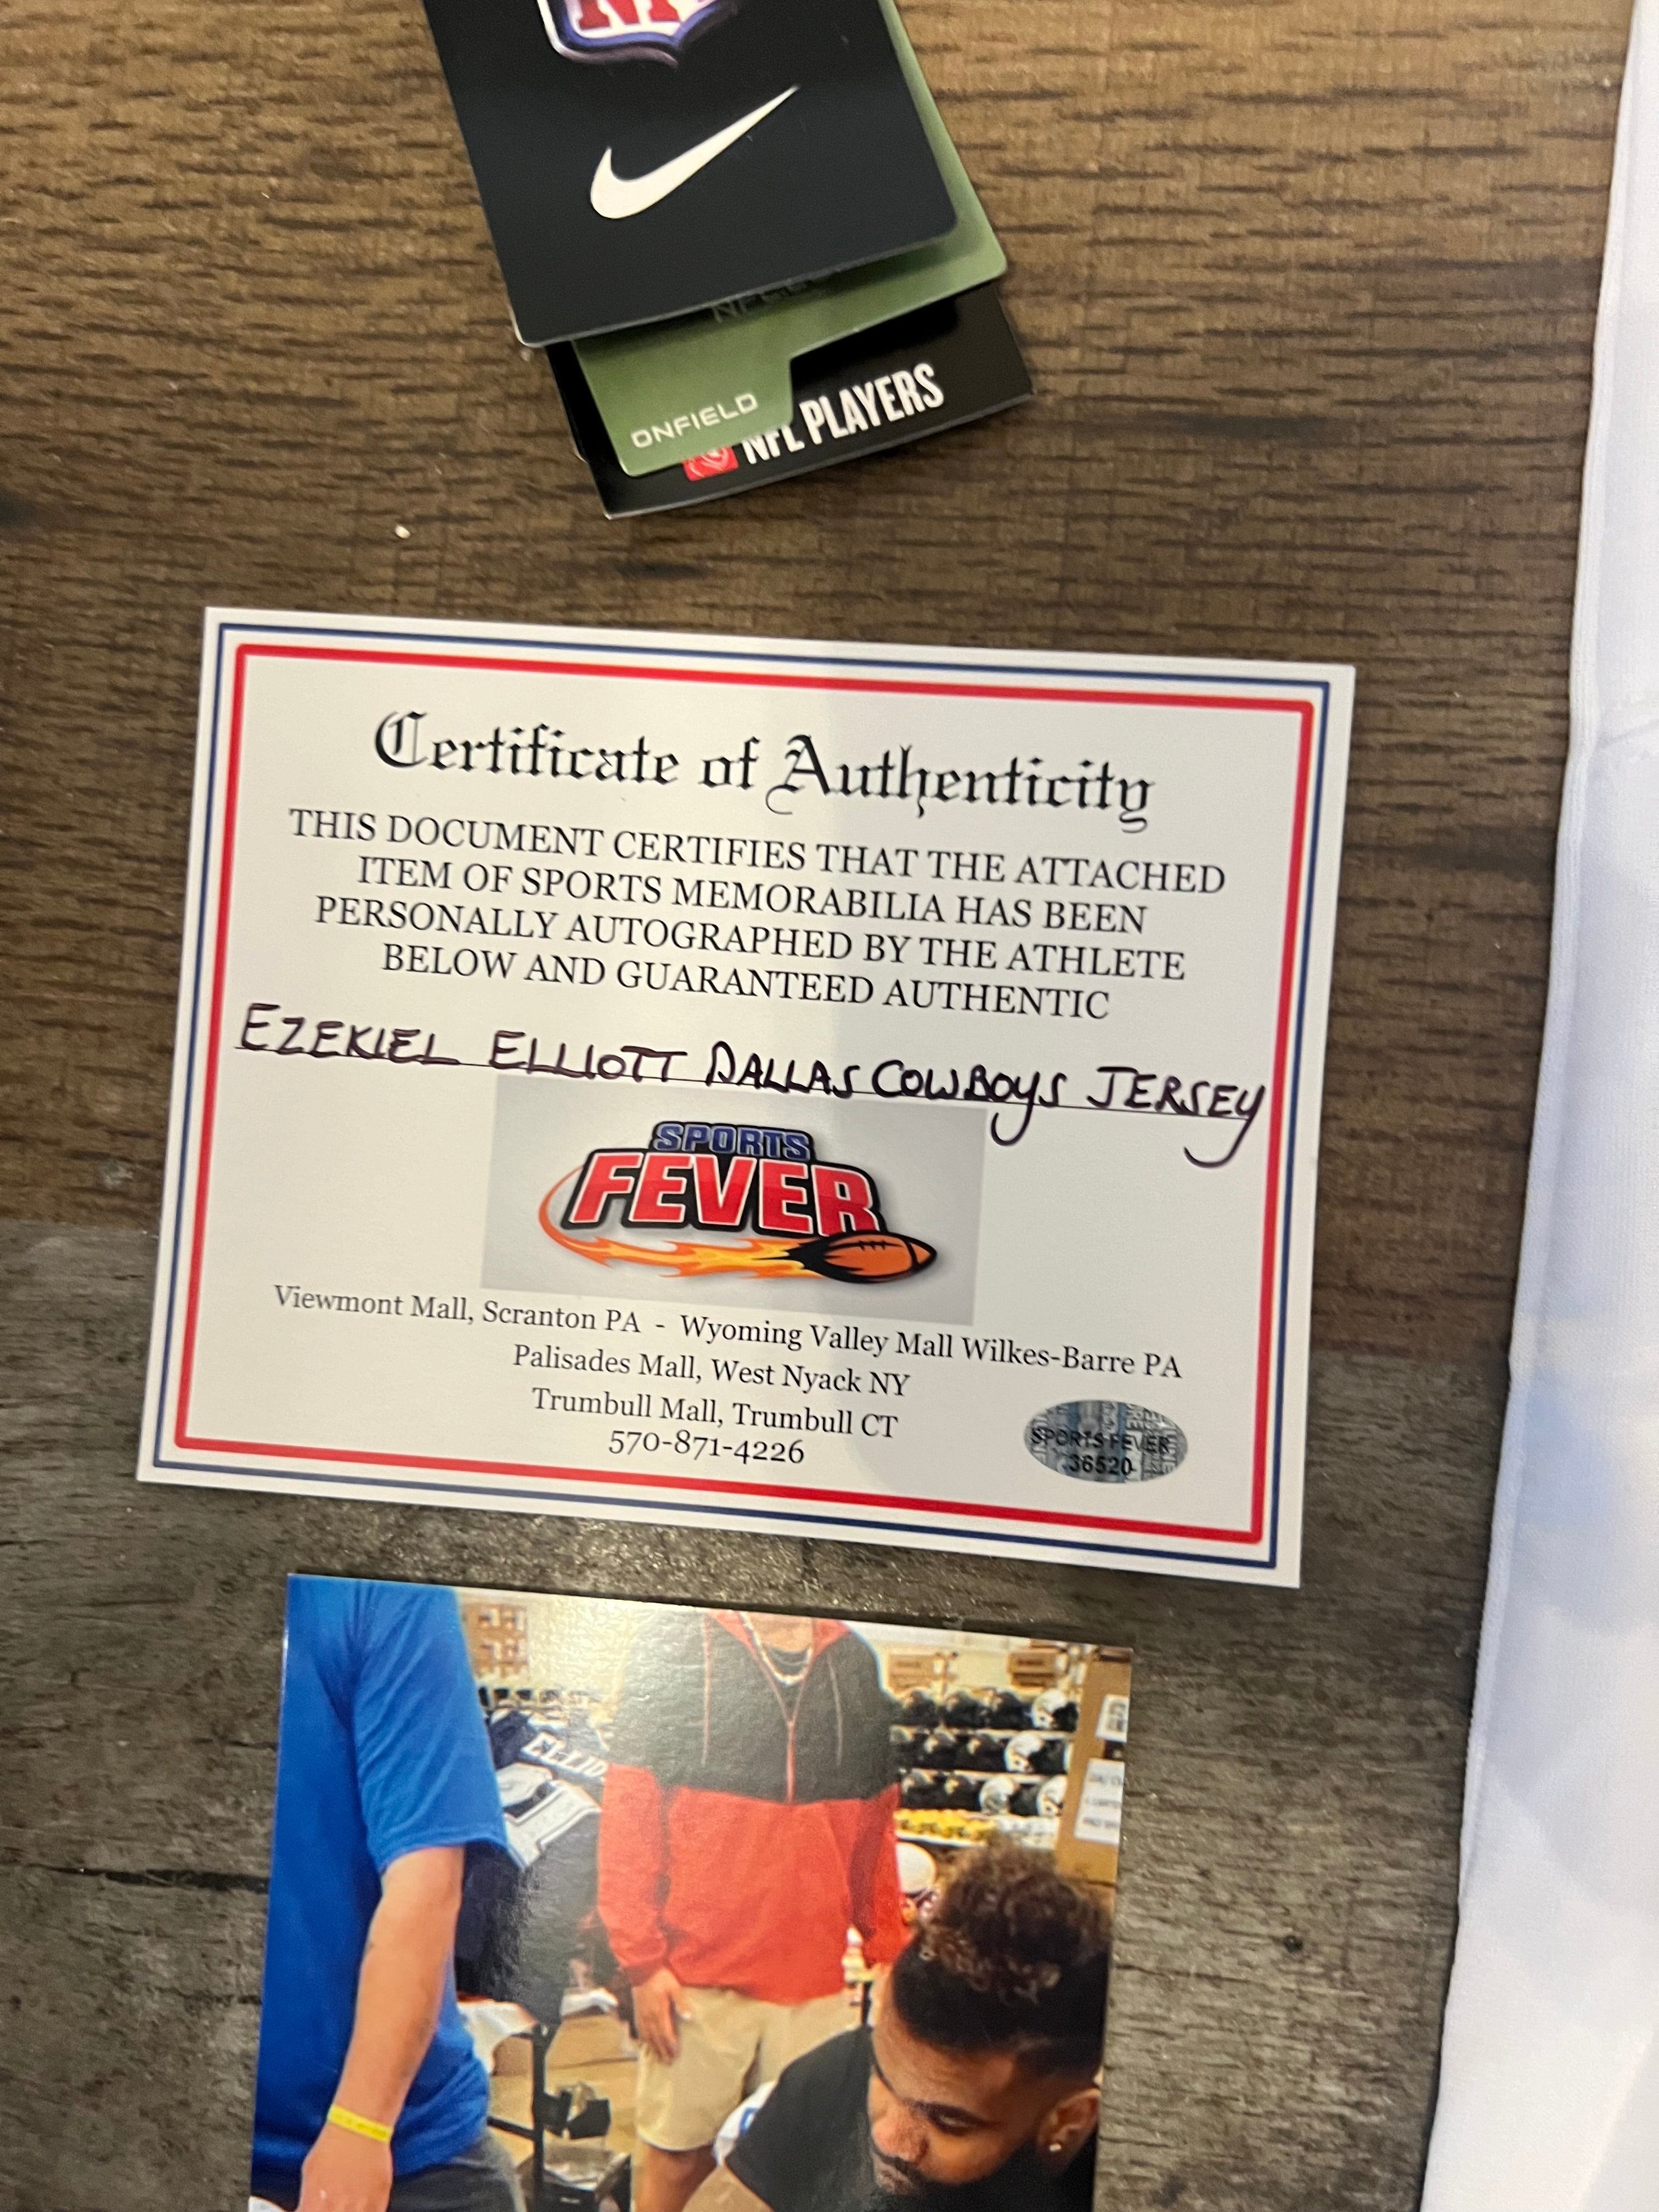 ONFIELD
NFL PLAYERS
Certificate of Authenticity
THIS DOCUMENT CERTIFIES THAT THE ATTACHED
ITEM OF SPORTS MEMORABILIA HAS BEEN
PERSONALLY AUTOGRAPHED BY THE ATHLETE
BELOW AND GUARANTEED AUTHENTIC
EZEKIEL ELLIOTT DALLAS COWBOYS JERSEY
SPORTS
FEVER
Viewmont Mall, Scranton PA - Wyoming Valley Mall Wilkes-Barre PA
Palisades Mall, West Nyack NY
Trumbull Mall, Trumbull CT
570-871-4226
SPORTS FEVER
36520
ELLIO